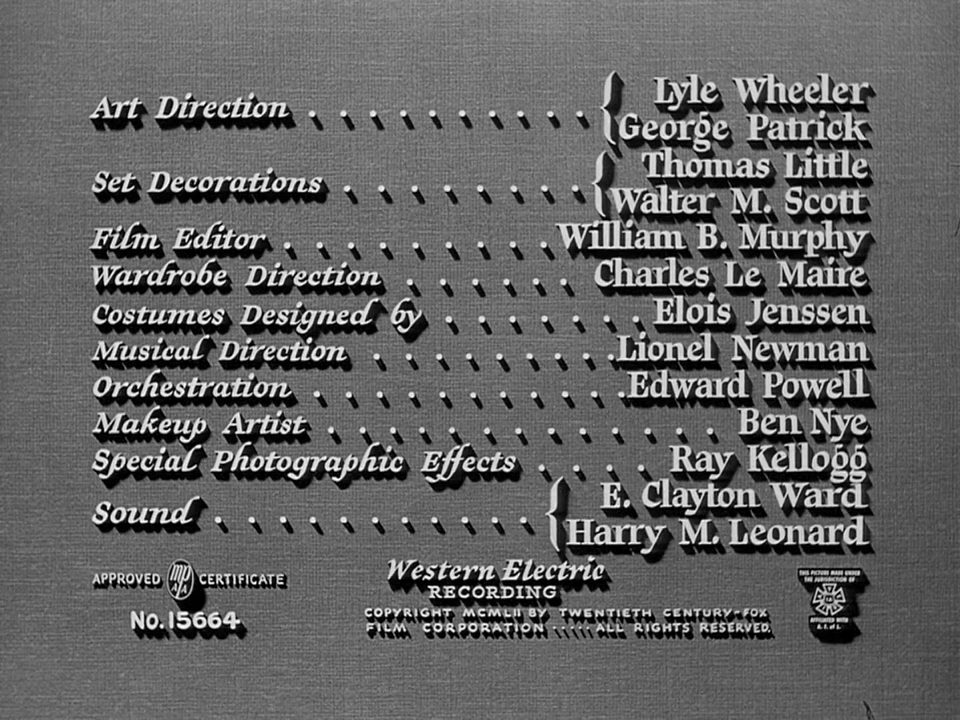 Art Direction . . . . . . . . . . { Lyle Wheeler
George Patrick
Set Decorations . . . . . . . . { Thomas Little
Walter M. Scott
Film Editor . . . . . . . . . William B. Murphy
Wardrobe Direction . . . . . . Charles Le Maire
Costumes Designed by . . . . . . . Elois Jenssen
Musical Direction . . . . . . . . . Lionel Newman
Orchestration . . . . . . . . . . . Edward Powell
Makeup Artist . . . . . . . . . . . . . Ben Nye
Special Photographic Effects . . . . Ray Kellogg
Sound . . . . . . . . . . . { E. Clayton Ward
Harry M. Leonard
APPROVED MPPA CERTIFICATE
No. 15664
Western Electric
RECORDING
COPYRIGHT MCMLII BY TWENTIETH CENTURY-FOX
FILM CORPORATION ····· ALL RIGHTS RESERVED.
THIS PICTURE MADE UNDER
THE JURISDICTION OF
AFFILIATED WITH
A. F. of L.